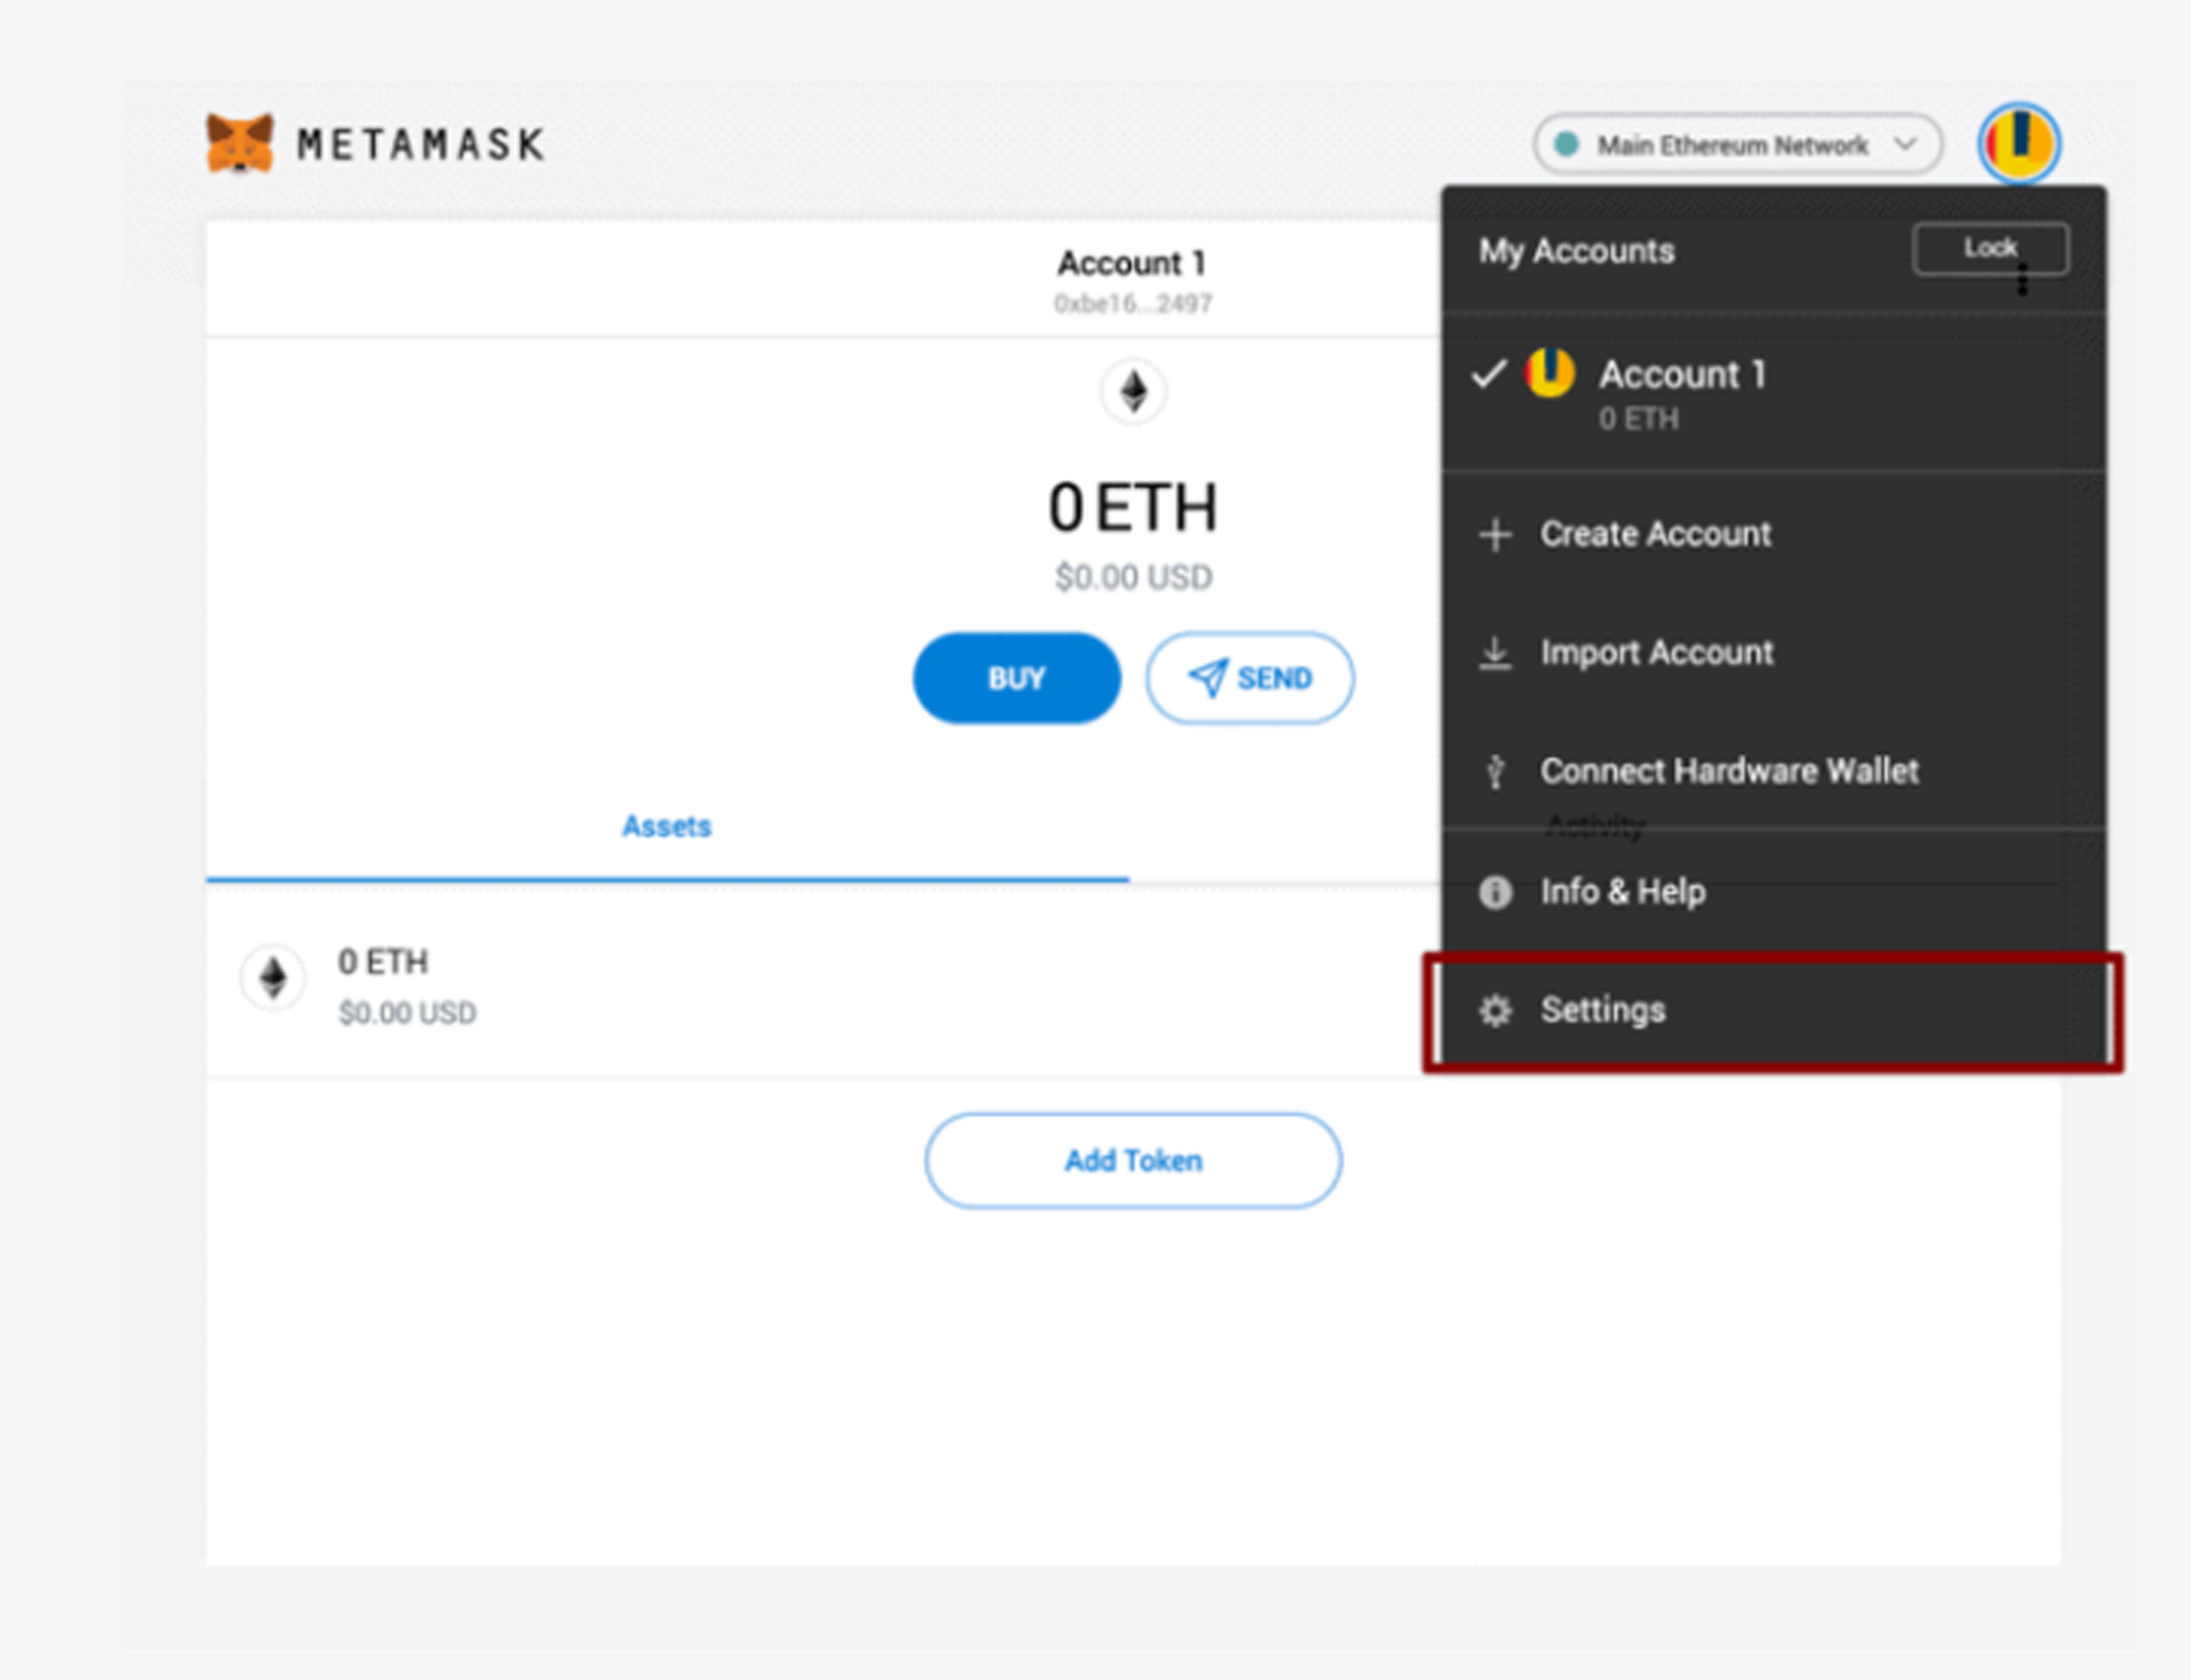 METAMASK
Main Ethereum Network
Account 1
0xbe16...2497
0 ETH
$0.00 USD
BUY
SEND
Assets
0 ETH
$0.00 USD
Add Token
My Accounts
Lock
Account 1
0 ETH
Create Account
Import Account
Connect Hardware Wallet
Activity
Info & Help
Settings